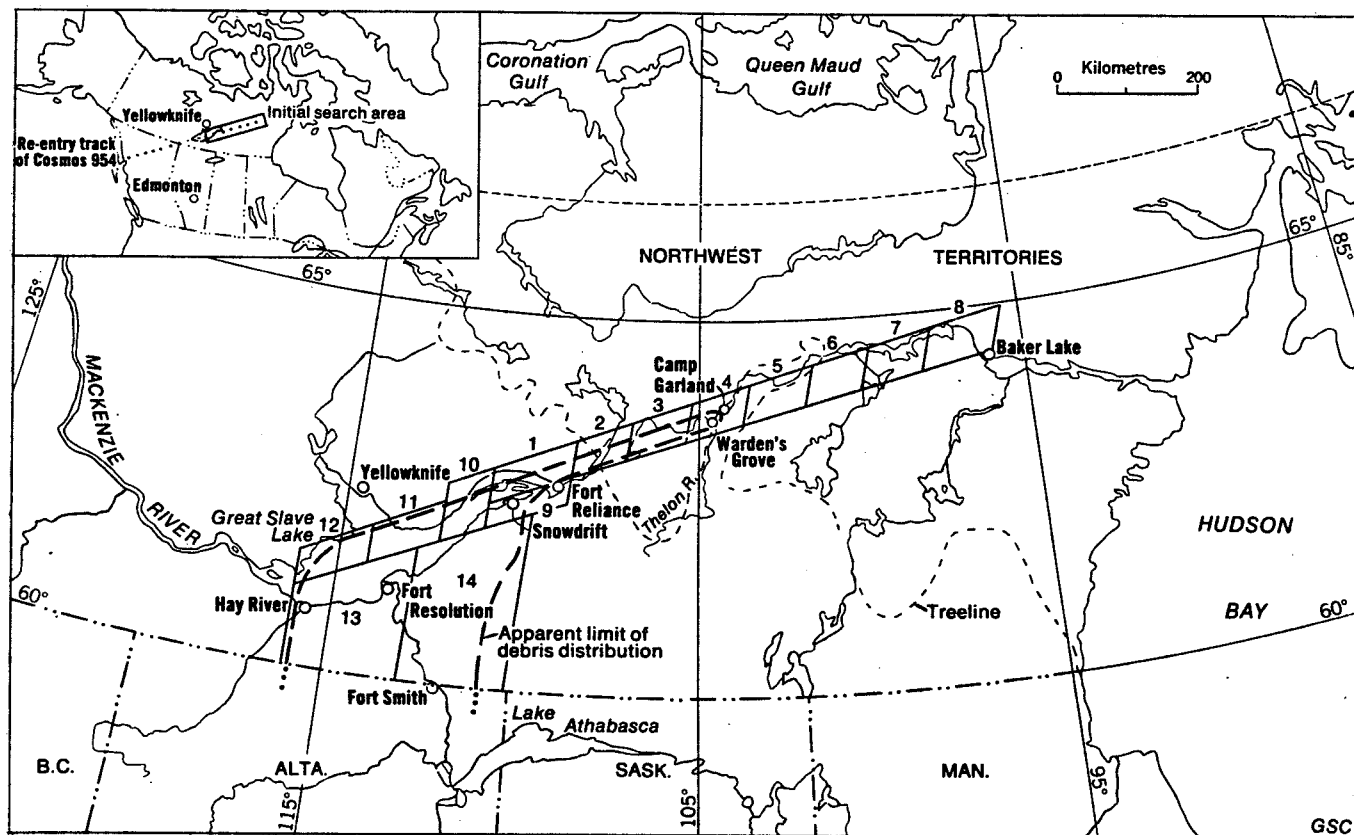 Yellowknife
Initial search area
Re-entry track
of Cosmos 954
Edmonton
Coronation
Gulf
Queen Maud
Gulf
Kilometres
0 200
125°
65°
NORTHWEST TERRITORIES
65°
85°
MACKENZIE
RIVER
8
7
6
5
4
3
2
1
10
11
12
9
Baker Lake
Camp
Garland
Warden's
Grove
Yellowknife
Great Slave
Lake
Fort
Reliance
Snowdrift
Thelon R.
HUDSON
BAY
60°
Hay River
13
Fort
Resolution
14
Apparent limit of
debris distribution
Treeline
60°
Fort Smith
Lake
Athabasca
B.C.
ALTA.
SASK.
MAN.
115°
105°
95°
GSC